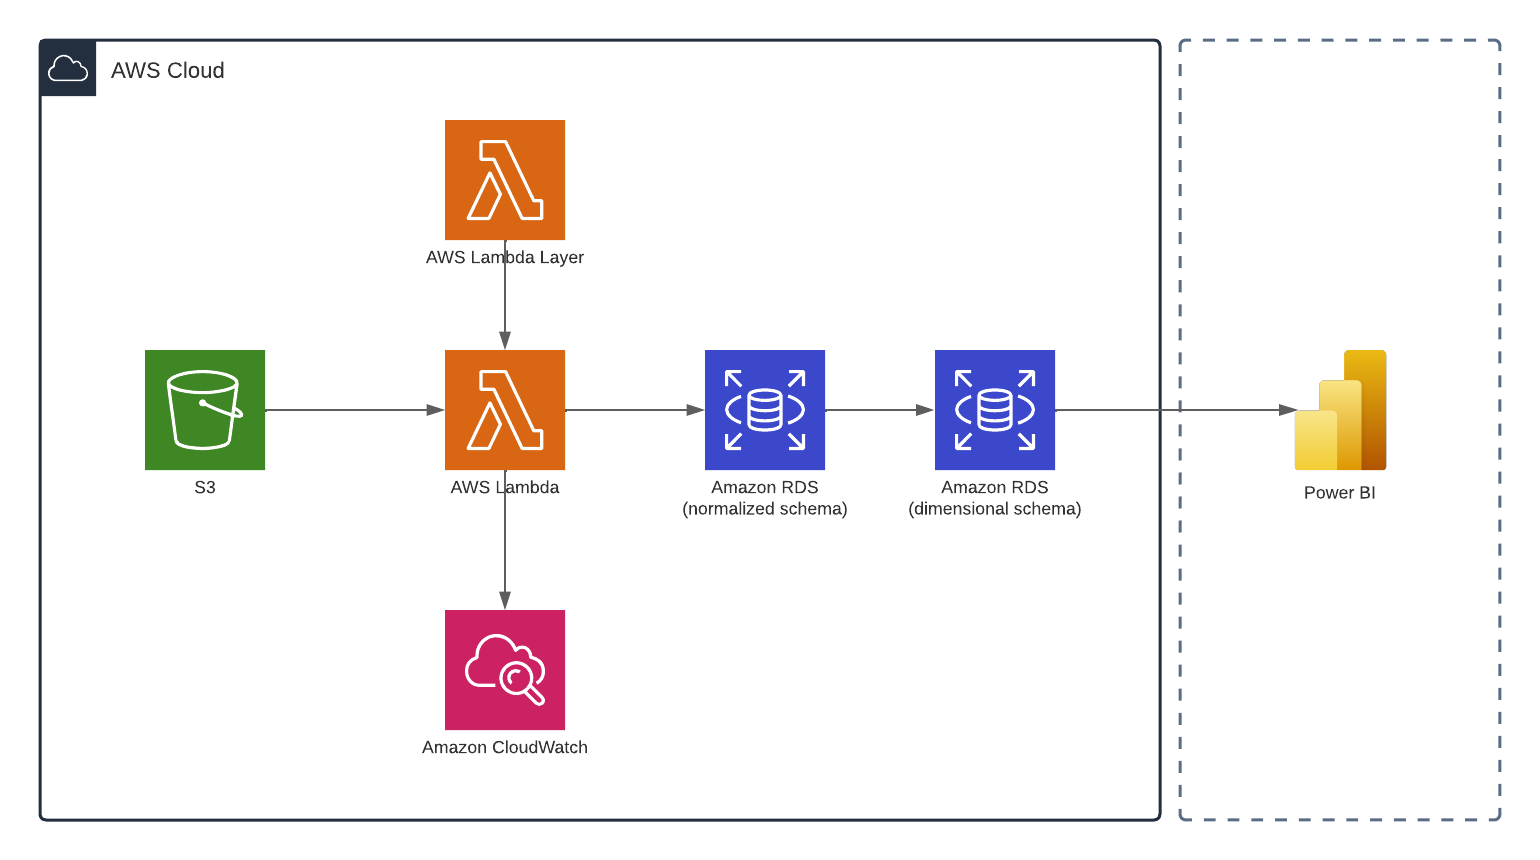 AWS Cloud
AWS Lambda Layer
S3
AWS Lambda
Amazon RDS
(normalized schema)
Amazon RDS
(dimensional schema)
Power BI
Amazon CloudWatch